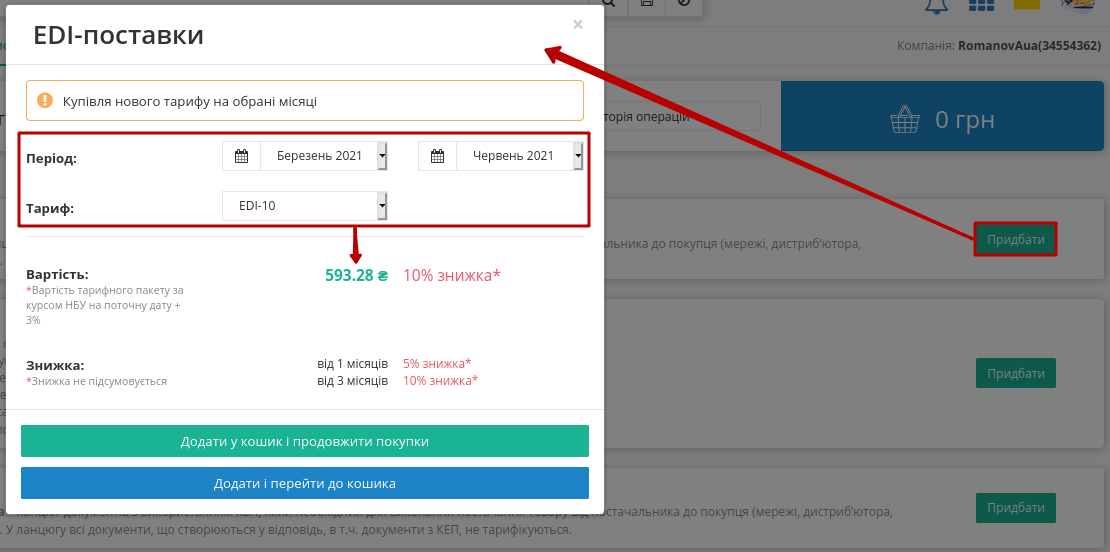 EDI-поставки
×
Компанія: RomanovAua(34554362)
Купівля нового тарифу на обрані місяці
торія операцій
0 грн
Період:
Березень 2021
Червень 2021
Тариф:
EDI-10
чальника до покупця (мережі, дистриб’ютора,
Придбати
Вартість:
593.28 ₴
10% знижка*
*Вартість тарифного пакету за
курсом НБУ на поточну дату +
3%
Знижка:
*Знижка не підсумовується
від 1 місяців
5% знижка*
від 3 місяців
10% знижка*
Придбати
Додати у кошик і продовжити покупки
Додати і перейти до кошика
Придбати
постачальника до покупця (мережі, дистриб’ютора,
. У ланцюгу всі документи, що створюються у відповідь, в т.ч. документи з КЕП, не тарифікуються.